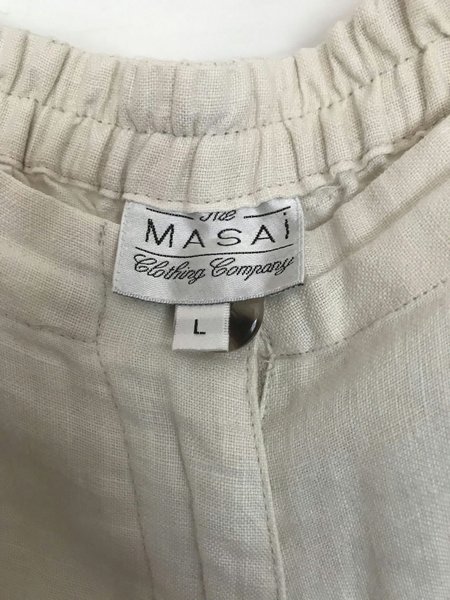 The
MASAi
Clothing Company
L